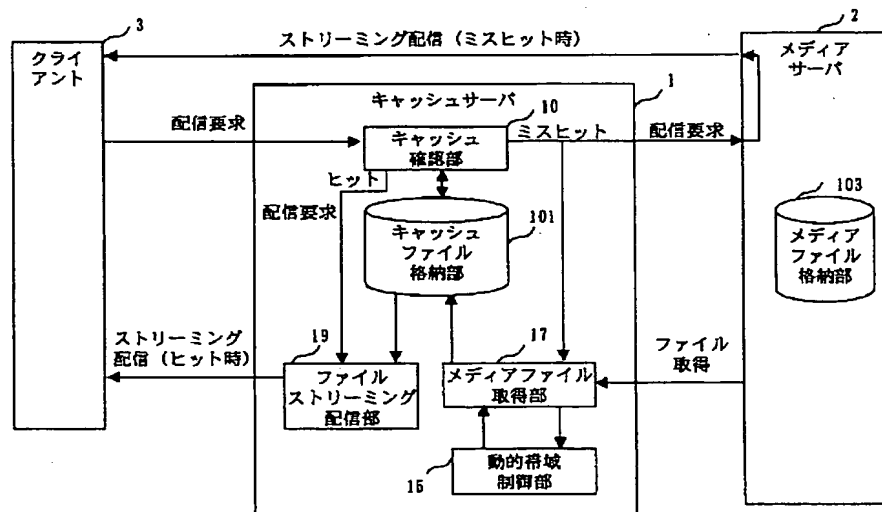 3
2
ストリーミング配信（ミスヒット時）
クライ
アント
メディア
サーバ
1
キャッシュサーバ
10
配信要求
キャッシュ
確認部
ミスヒット
配信要求
ヒット
配信要求
101
キャッシュ
ファイル
格納部
103
メディア
ファイル
格納部
ストリーミング
配信（ヒット時）
19
ファイル
ストリーミング
配信部
17
メディアファイル
取得部
ファイル
取得
16
動的帯域
制御部